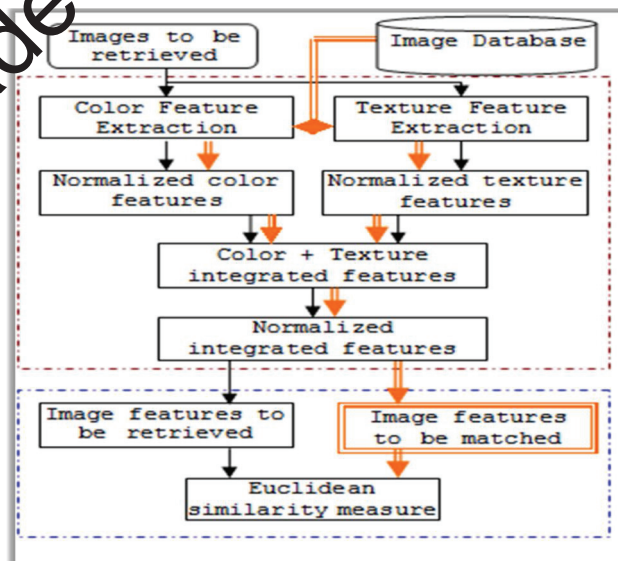 Images to be
retrieved
Image Database
Color Feature
Extraction
Texture Feature
Extraction
Normalized color
features
Normalized texture
features
Color + Texture
integrated features
Normalized
integrated features
Image features to
be retrieved
Image features
to be matched
Euclidean
similarity measure